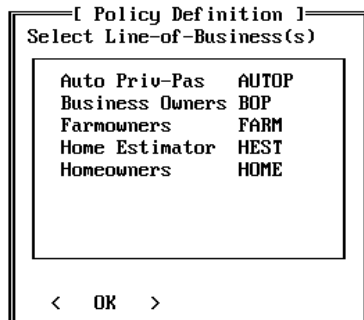 [ Policy Definition ]
Select Line-of-Business(s)
Auto Priv-Pas AUTOP
Business Owners BOP
Farmowners FARM
Home Estimator HEST
Homeowners HOME
< OK >